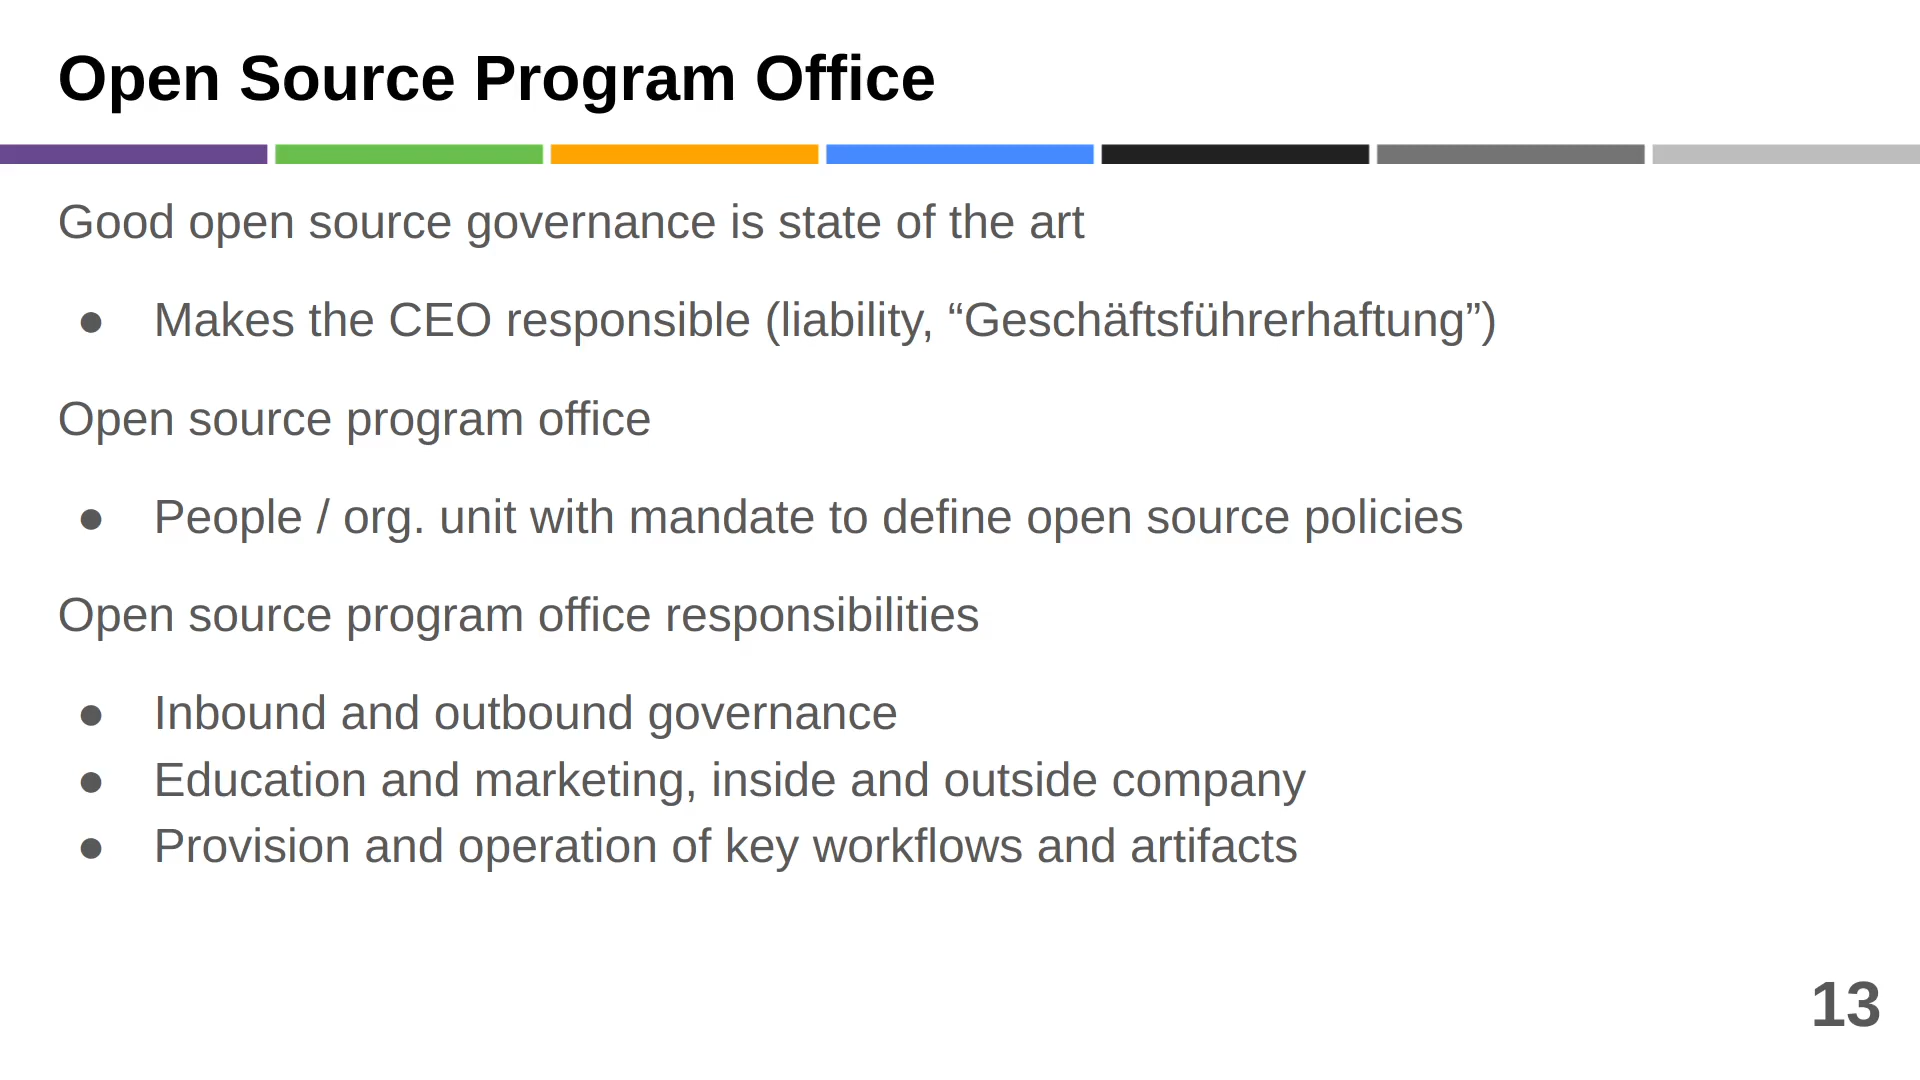 Open Source Program Office
Good open source governance is state of the art
● Makes the CEO responsible (liability, “Geschäftsführerhaftung”)
Open source program office
● People / org. unit with mandate to define open source policies
Open source program office responsibilities
● Inbound and outbound governance
● Education and marketing, inside and outside company
● Provision and operation of key workflows and artifacts
13